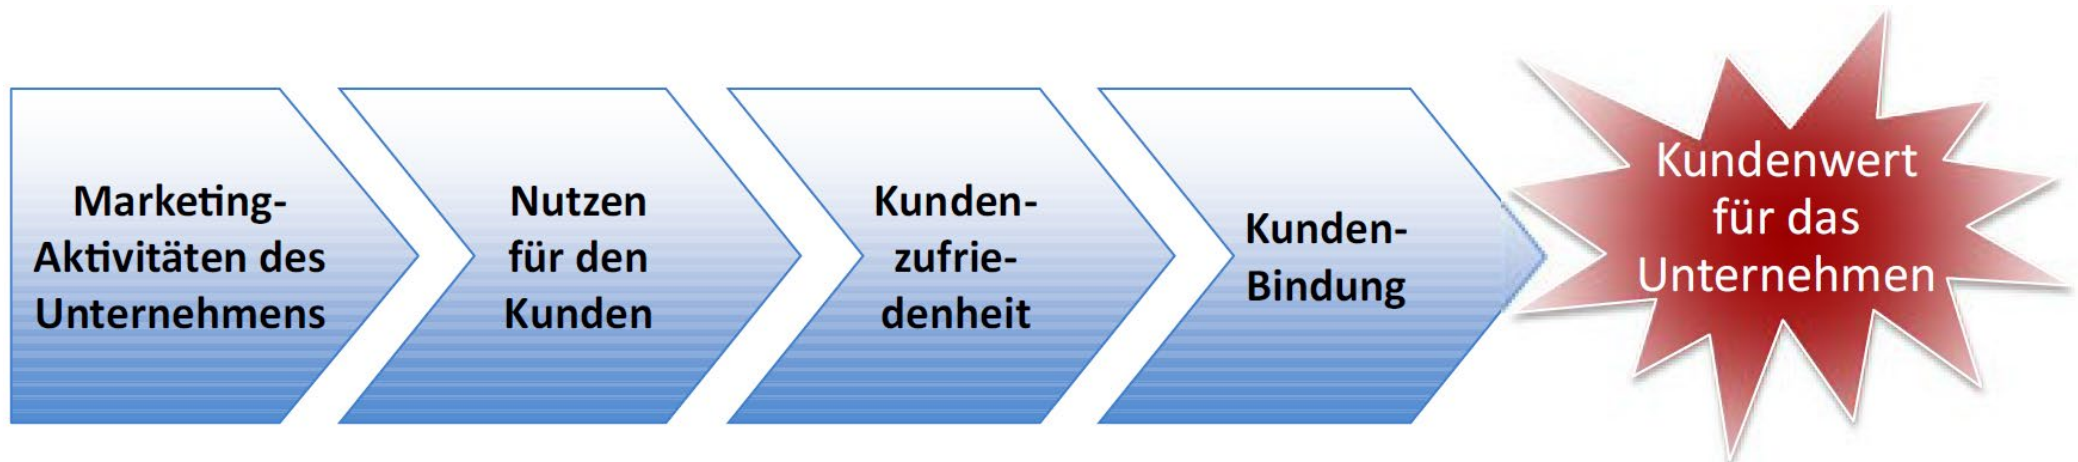 Marketing-
Aktivitäten des
Unternehmens
Nutzen
für den
Kunden
Kunden-
zufrie-
denheit
Kunden-
Bindung
Kundenwert
für das
Unternehmen